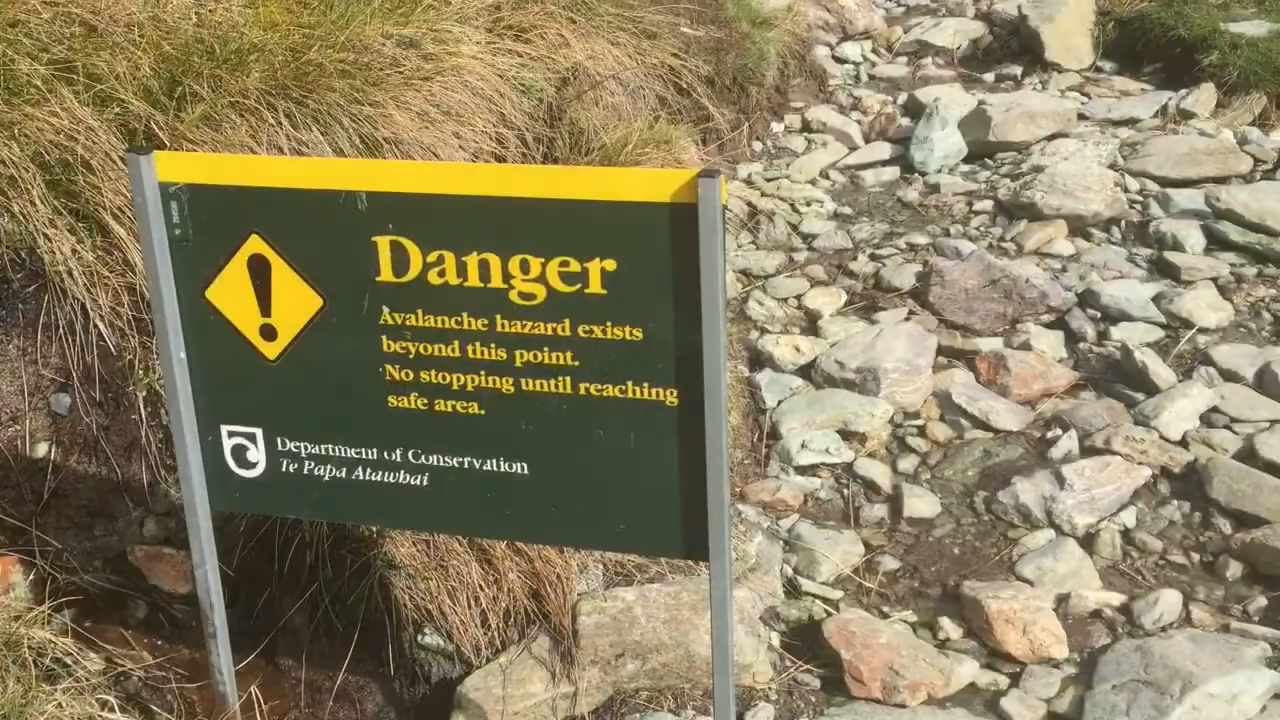 Danger
Avalanche hazard exists
beyond this point.
No stopping until reaching
safe area.
Department of Conservation
Te Papa Atawhai